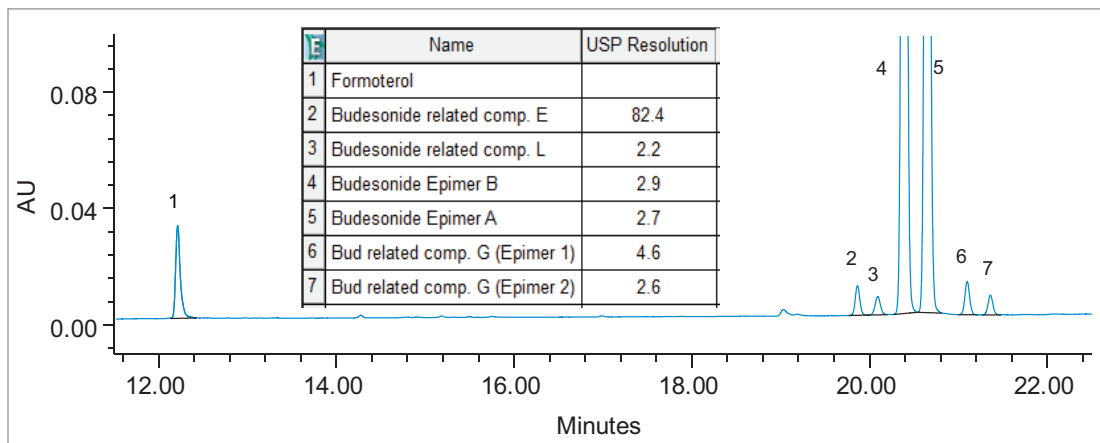 Name USP Resolution
1 Formoterol
2 Budesonide related comp. E 82.4
3 Budesonide related comp. L 2.2
4 Budesonide Epimer B 2.9
5 Budesonide Epimer A 2.7
6 Bud related comp. G (Epimer 1) 4.6
7 Bud related comp. G (Epimer 2) 2.6
4 5
0.08
AU
0.04
1
2 3 6 7
0.00
12.00 14.00 16.00 18.00 20.00 22.00
Minutes